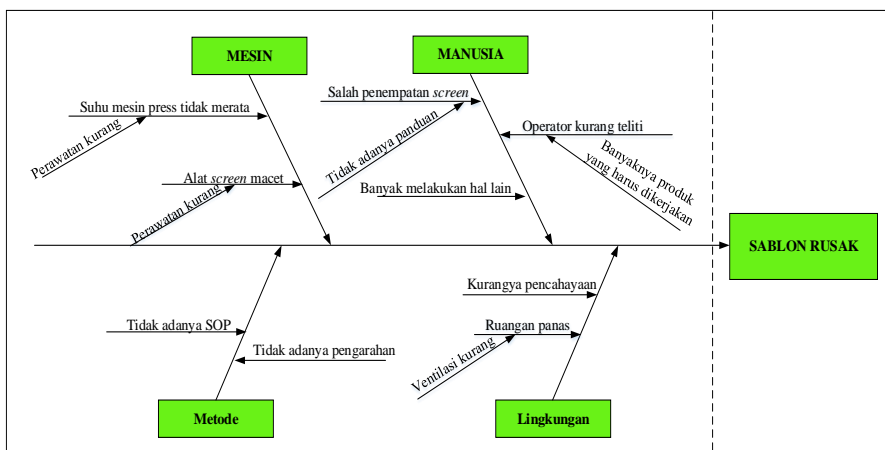 MESIN
MANUSIA
Suhu mesin press tidak merata
Perawatan kurang
Alat screen macet
Perawatan kurang
Salah penempatan screen
Tidak adanya panduan
Operator kurang teliti
Banyaknya produk
yang harus dikerjakan
Banyak melakukan hal lain
SABLON RUSAK
Tidak adanya SOP
Tidak adanya pengarahan
Kurangya pencahayaan
Ruangan panas
Ventilasi kurang
Metode
Lingkungan